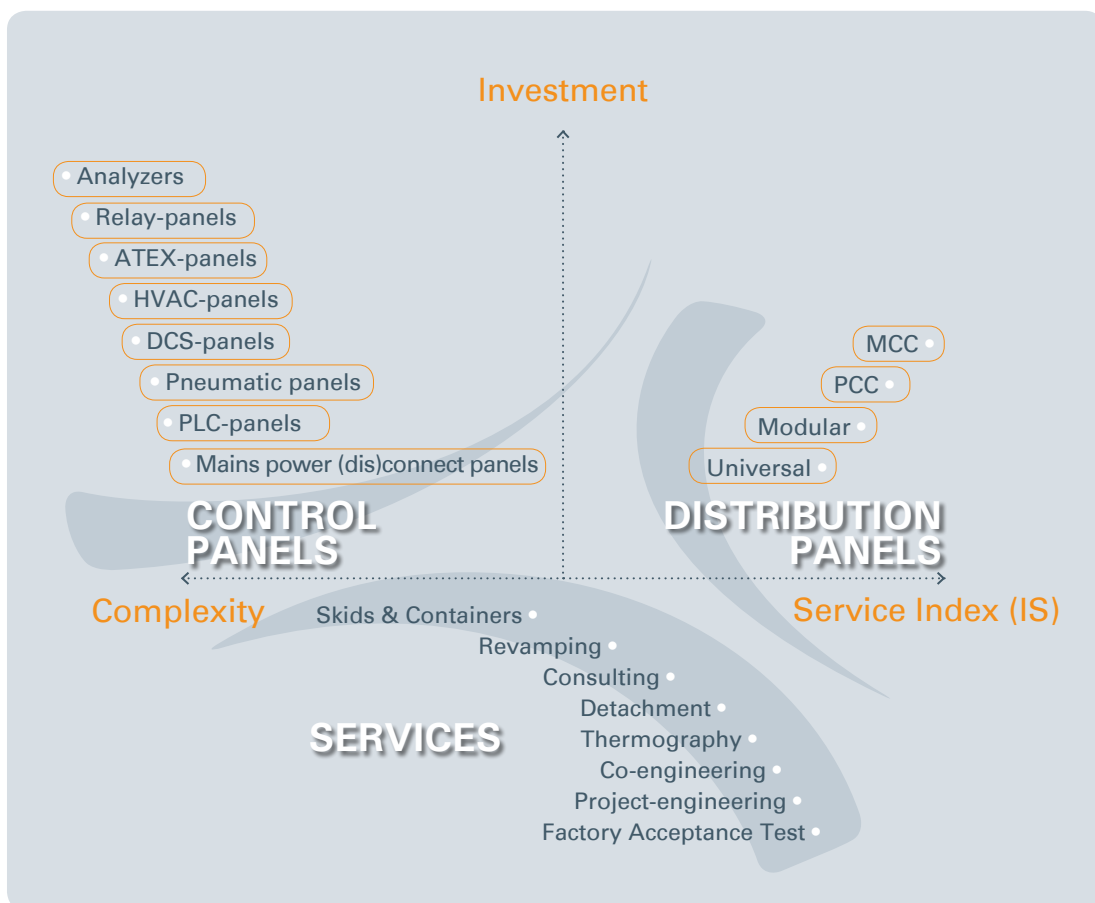 Investment
Analyzers
Relay-panels
ATEX-panels
HVAC-panels
DCS-panels
Pneumatic panels
PLC-panels
Mains power (dis)connect panels
CONTROL
PANELS
MCC
PCC
Modular
Universal
DISTRIBUTION
PANELS
Complexity
Service Index (IS)
Skids & Containers
Revamping
Consulting
Detachment
Thermography
Co-engineering
Project-engineering
Factory Acceptance Test
SERVICES